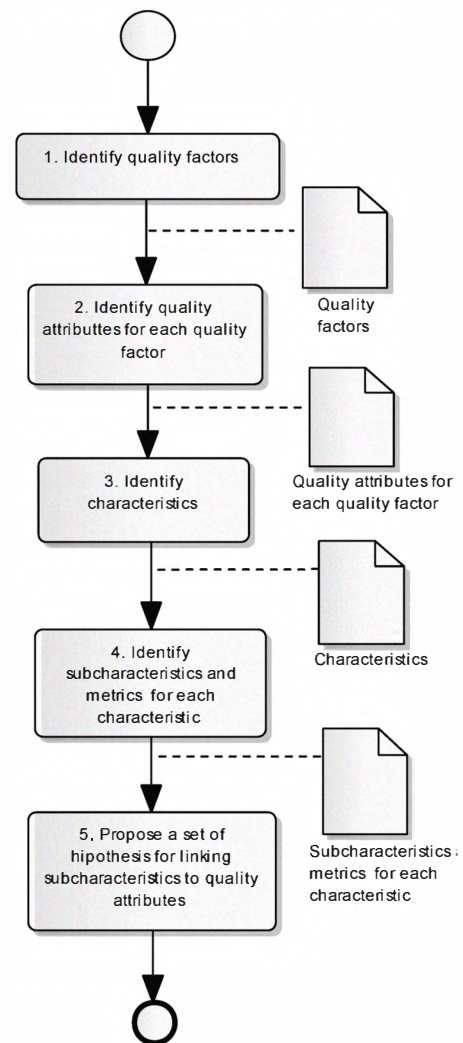 1. Identify quality factors
Quality
factors
2. Identify quality
attributtes for each quality
factor
Quality attributes for
each quality factor
3. Identify
characteristics
Characteristics
4. Identify
subcharacteristics and
metrics for each
characteristic
Subcharacteristics
metrics for each
characteristic
5. Propose a set of
hipothesis for linking
subcharacteristics to quality
attributes